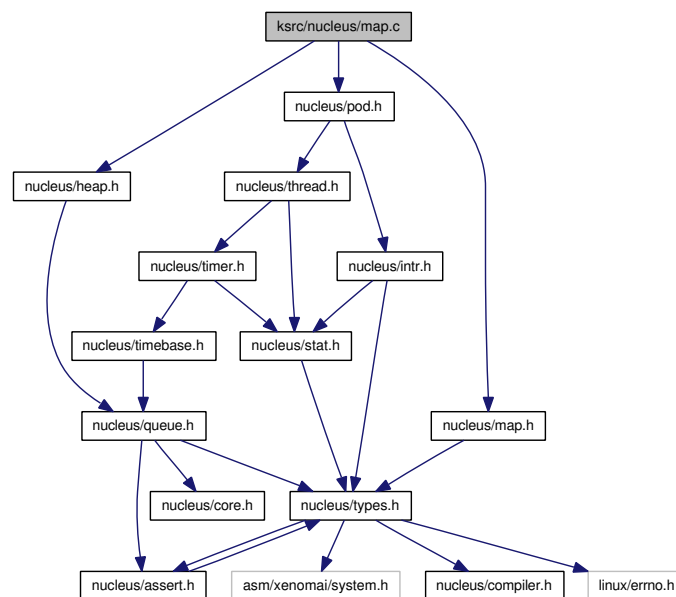 ksrc/nucleus/map.c
nucleus/pod.h
nucleus/heap.h
nucleus/thread.h
nucleus/timer.h
nucleus/intr.h
nucleus/timebase.h
nucleus/stat.h
nucleus/queue.h
nucleus/map.h
nucleus/core.h
nucleus/types.h
nucleus/assert.h
asm/xenomai/system.h
nucleus/compiler.h
linux/errno.h